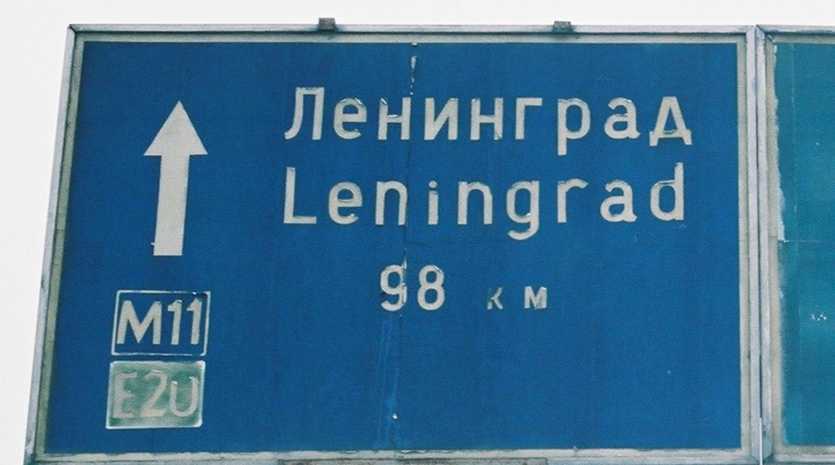 Ленинград
Leningrad
98 км
M11
E20